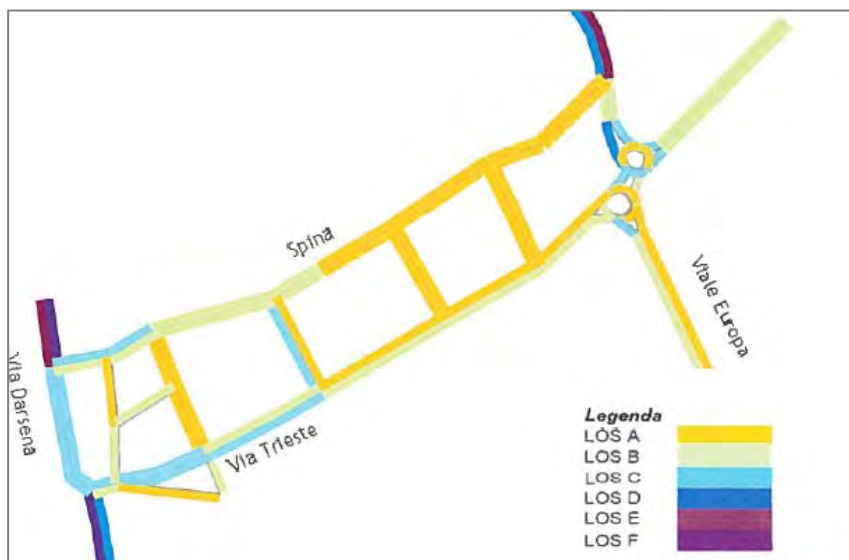 Spina
Viale Europa
Via Darsena
Via Trieste
Legenda
LOS A
LOS B
LOS C
LOS D
LOS E
LOS F